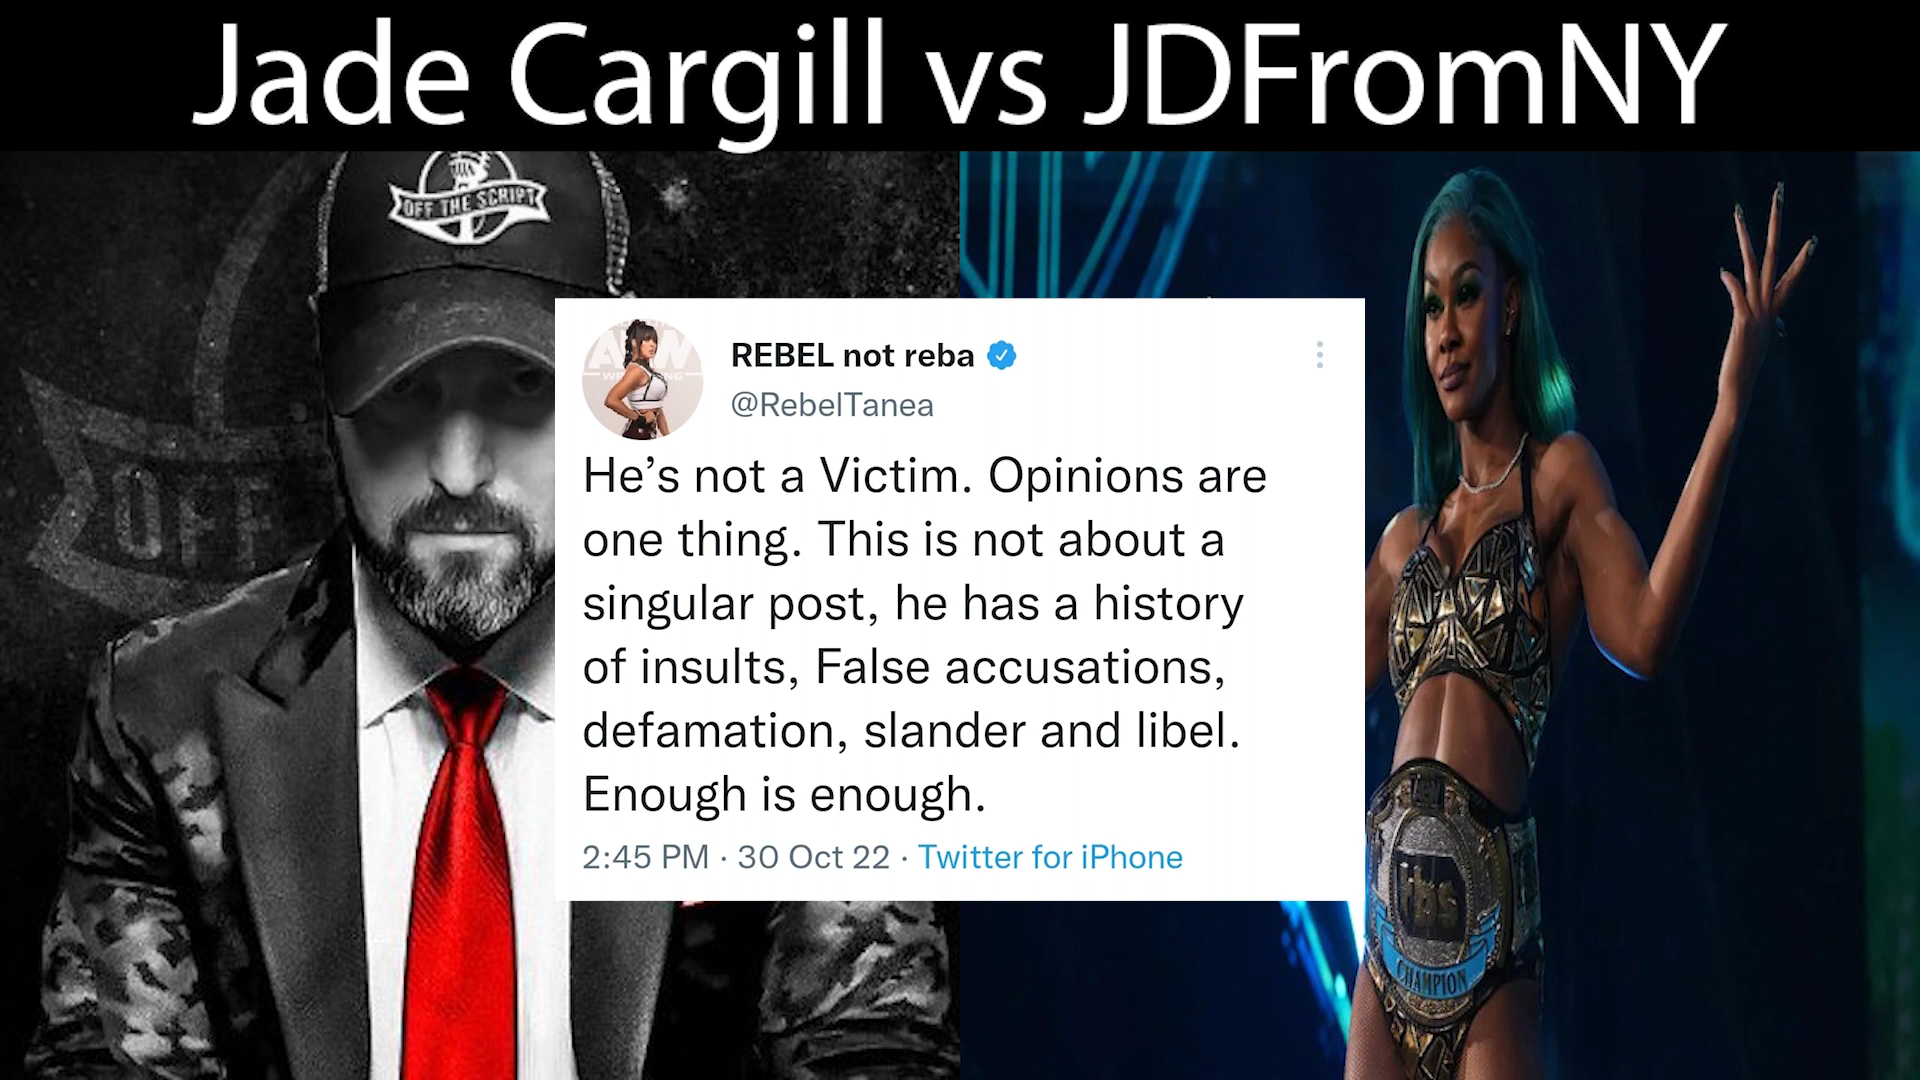 Jade Cargill vs JDFromNY
OFF THE SCRIPT
OFF
AEW
REBEL not reba
@RebelTanea
He’s not a Victim. Opinions are
one thing. This is not about a
singular post, he has a history
of insults, False accusations,
defamation, slander and libel.
Enough is enough.
2:45 PM · 30 Oct 22 · Twitter for iPhone
tbs
CHAMPION